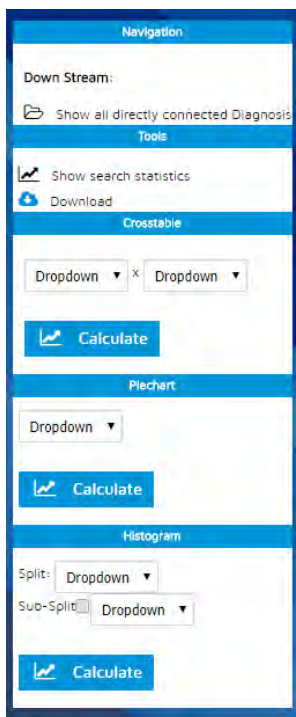 Navigation
Down Stream:
Show all directly connected Diagnosis
Tools
Show search statistics
Download
Crosstable
Dropdown x Dropdown
Calculate
Piechart
Dropdown
Calculate
Histogram
Split: Dropdown
Sub-Split Dropdown
Calculate